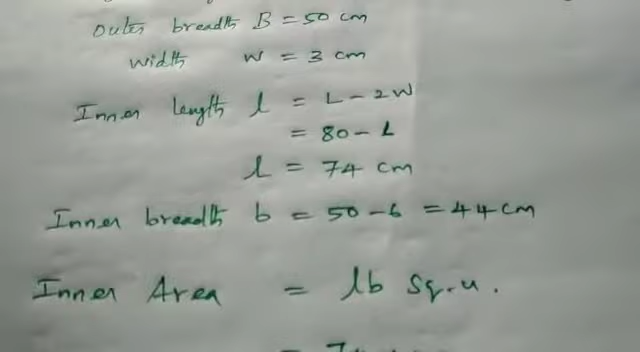 Outer breadth B = 50 cm
Width W = 3 cm
Inner length l = L - 2W
= 80 - 6
l = 74 cm
Inner breadth b = 50 - 6 = 44 cm
Inner Area = lb sq.u.
=